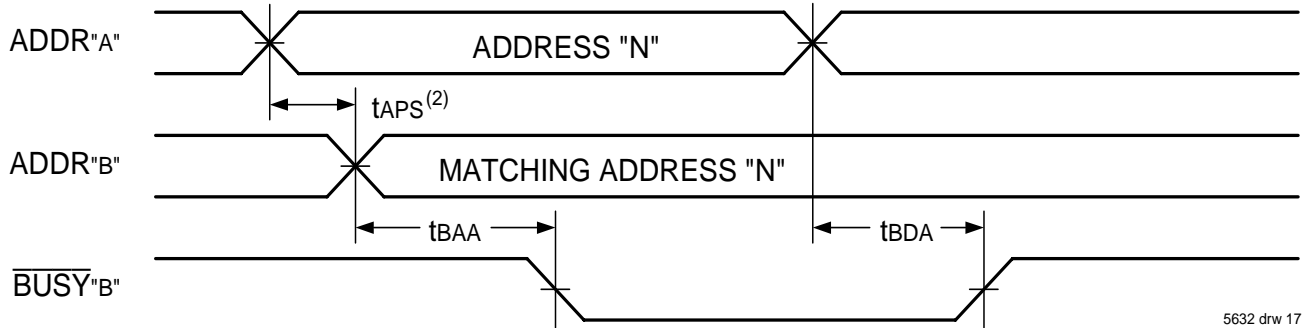 ADDR"A"
ADDRESS "N"
tAPS(2)
ADDR"B"
MATCHING ADDRESS "N"
tBAA
tBDA
BUSY"B"
5632 drw 17